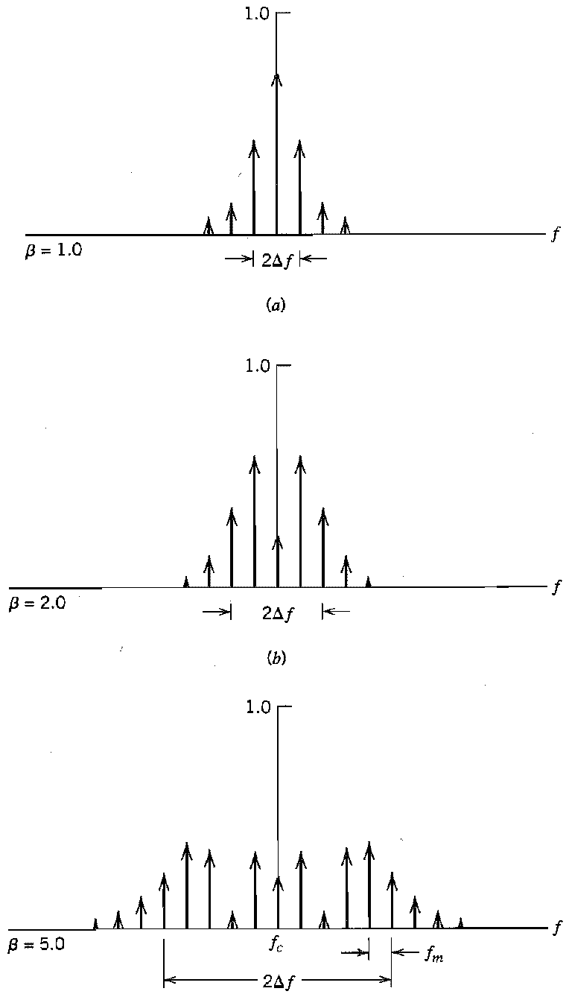 1.0
f
β = 1.0
2Δf
(a)
1.0
f
β = 2.0
2Δf
(b)
1.0
f
β = 5.0
f_c
f_m
2Δf